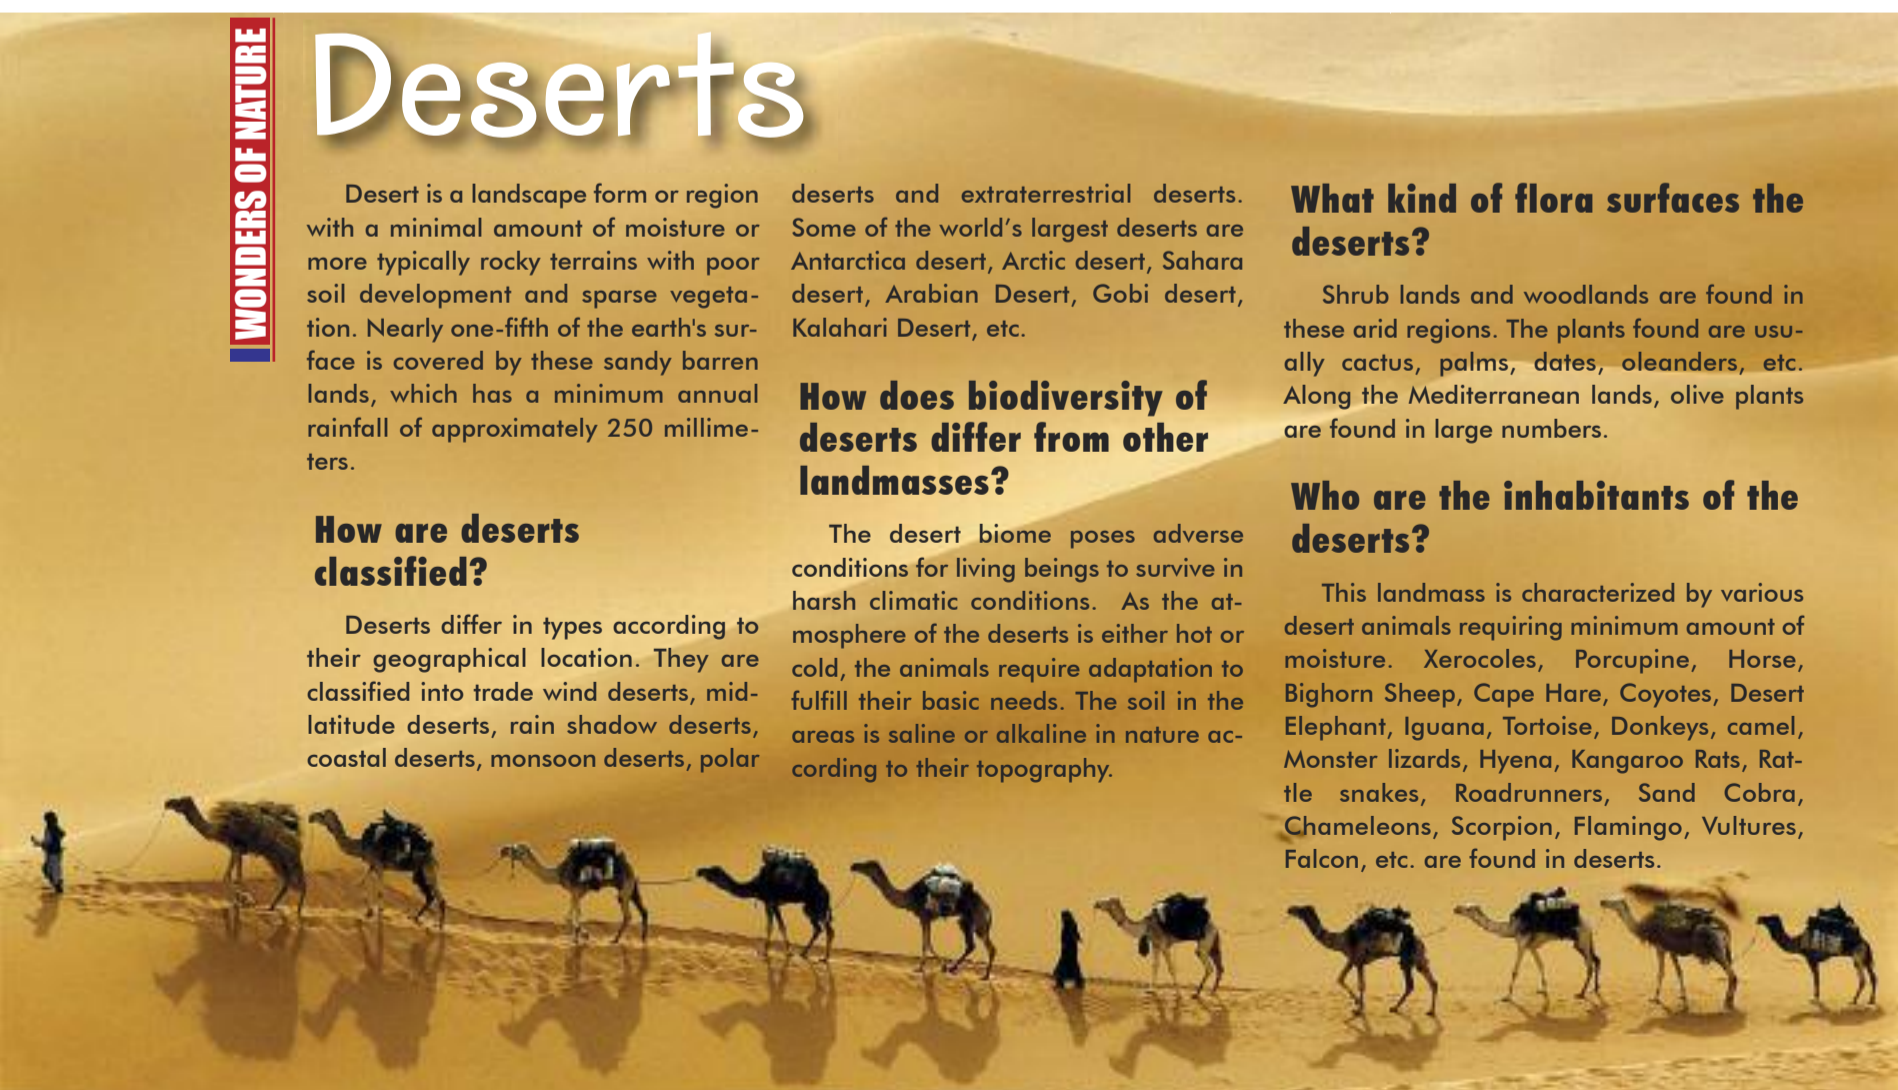 WONDERS OF NATURE
Deserts
Desert is a landscape form or region
with a minimal amount of moisture or
more typically rocky terrains with poor
soil development and sparse vegeta-
tion. Nearly one-fifth of the earth's sur-
face is covered by these sandy barren
lands, which has a minimum annual
rainfall of approximately 250 millime-
ters.
How are deserts
classified?
Deserts differ in types according to
their geographical location. They are
classified into trade wind deserts, mid-
latitude deserts, rain shadow deserts,
coastal deserts, monsoon deserts, polar
deserts and extraterrestrial deserts.
Some of the world's largest deserts are
Antarctica desert, Arctic desert, Sahara
desert, Arabian Desert, Gobi desert,
Kalahari Desert, etc.
How does biodiversity of
deserts differ from other
landmasses?
The desert biome poses adverse
conditions for living beings to survive in
harsh climatic conditions. As the at-
mosphere of the deserts is either hot or
cold, the animals require adaptation to
fulfill their basic needs. The soil in the
areas is saline or alkaline in nature ac-
cording to their topography.
What kind of flora surfaces the
deserts?
Shrub lands and woodlands are found in
these arid regions. The plants found are usu-
ally cactus, palms, dates, oleanders, etc.
Along the Mediterranean lands, olive plants
are found in large numbers.
Who are the inhabitants of the
deserts?
This landmass is characterized by various
desert animals requiring minimum amount of
moisture. Xerocoles, Porcupine, Horse,
Bighorn Sheep, Cape Hare, Coyotes, Desert
Elephant, Iguana, Tortoise, Donkeys, camel,
Monster lizards, Hyena, Kangaroo Rats, Rat-
tle snakes, Roadrunners, Sand Cobra,
Chameleons, Scorpion, Flamingo, Vultures,
Falcon, etc. are found in deserts.